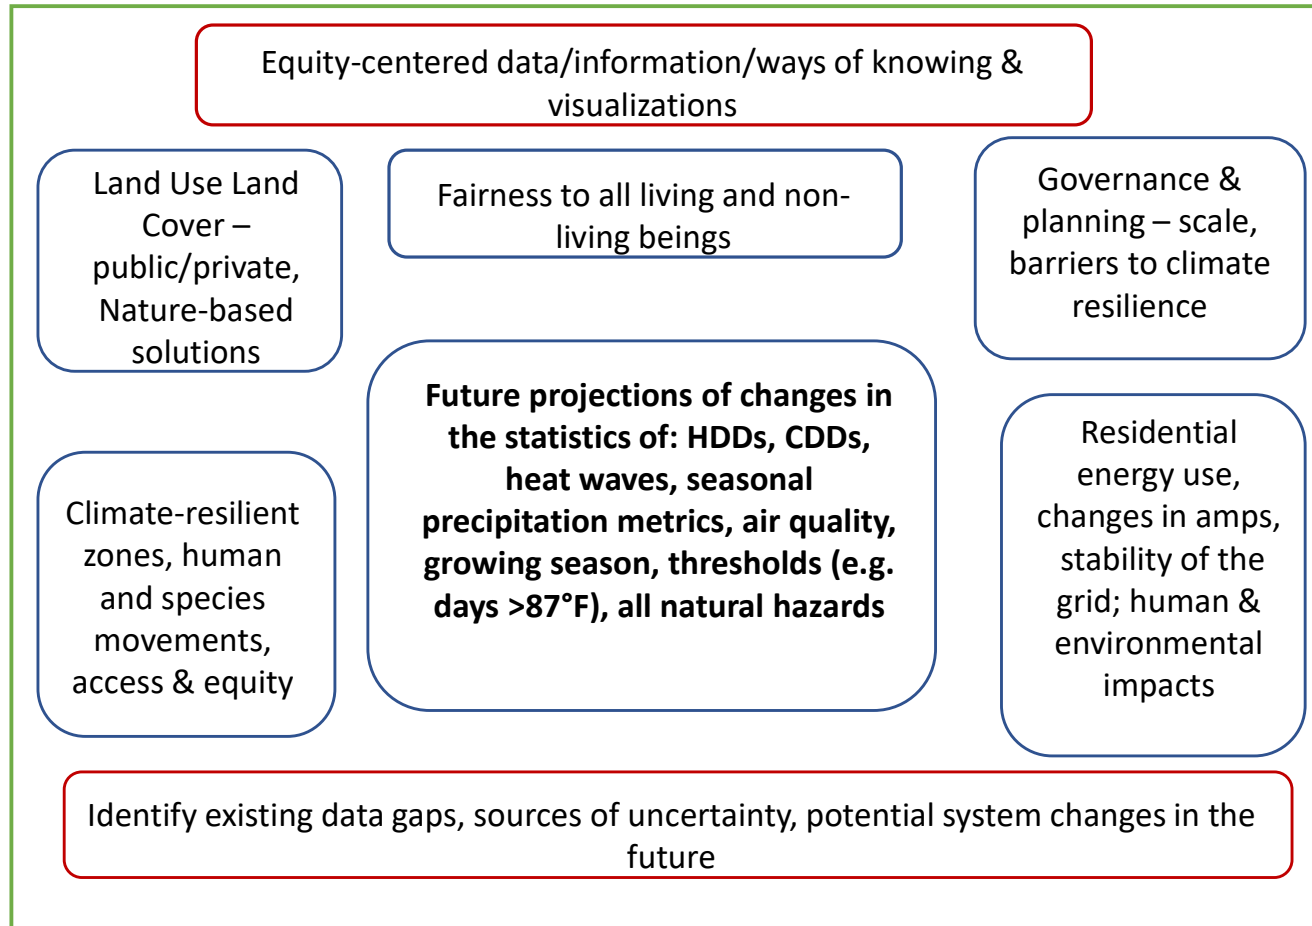 Equity-centered data/information/ways of knowing &
visualizations
Land Use Land
Cover –
public/private,
Nature-based
solutions
Fairness to all living and non-
living beings
Governance &
planning – scale,
barriers to climate
resilience
Future projections of changes in
the statistics of: HDDs, CDDs,
heat waves, seasonal
precipitation metrics, air quality,
growing season, thresholds (e.g.
days >87°F), all natural hazards
Climate-resilient
zones, human
and species
movements,
access & equity
Residential
energy use,
changes in amps,
stability of the
grid; human &
environmental
impacts
Identify existing data gaps, sources of uncertainty, potential system changes in the
future